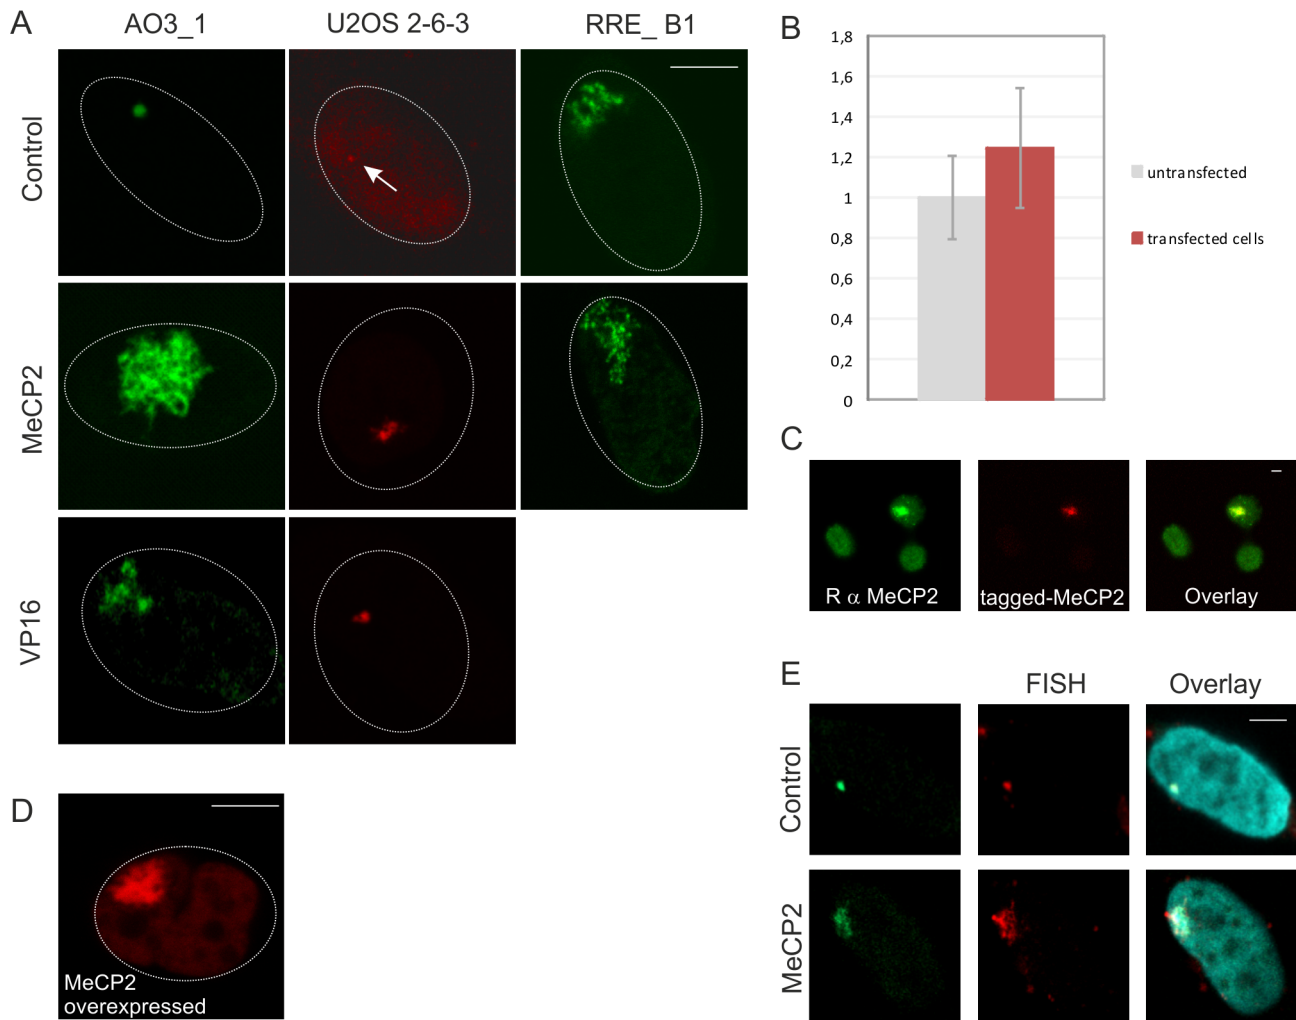 A
AO3_1
U2OS 2-6-3
RRE_ B1
Control
MeCP2
VP16
B
1,8
1,6
1,4
1,2
1
0,8
0,6
0,4
0,2
0
untransfected
transfected cells
C
R α MeCP2
tagged-MeCP2
Overlay
D
MeCP2
overexpressed
E
FISH
Overlay
Control
MeCP2